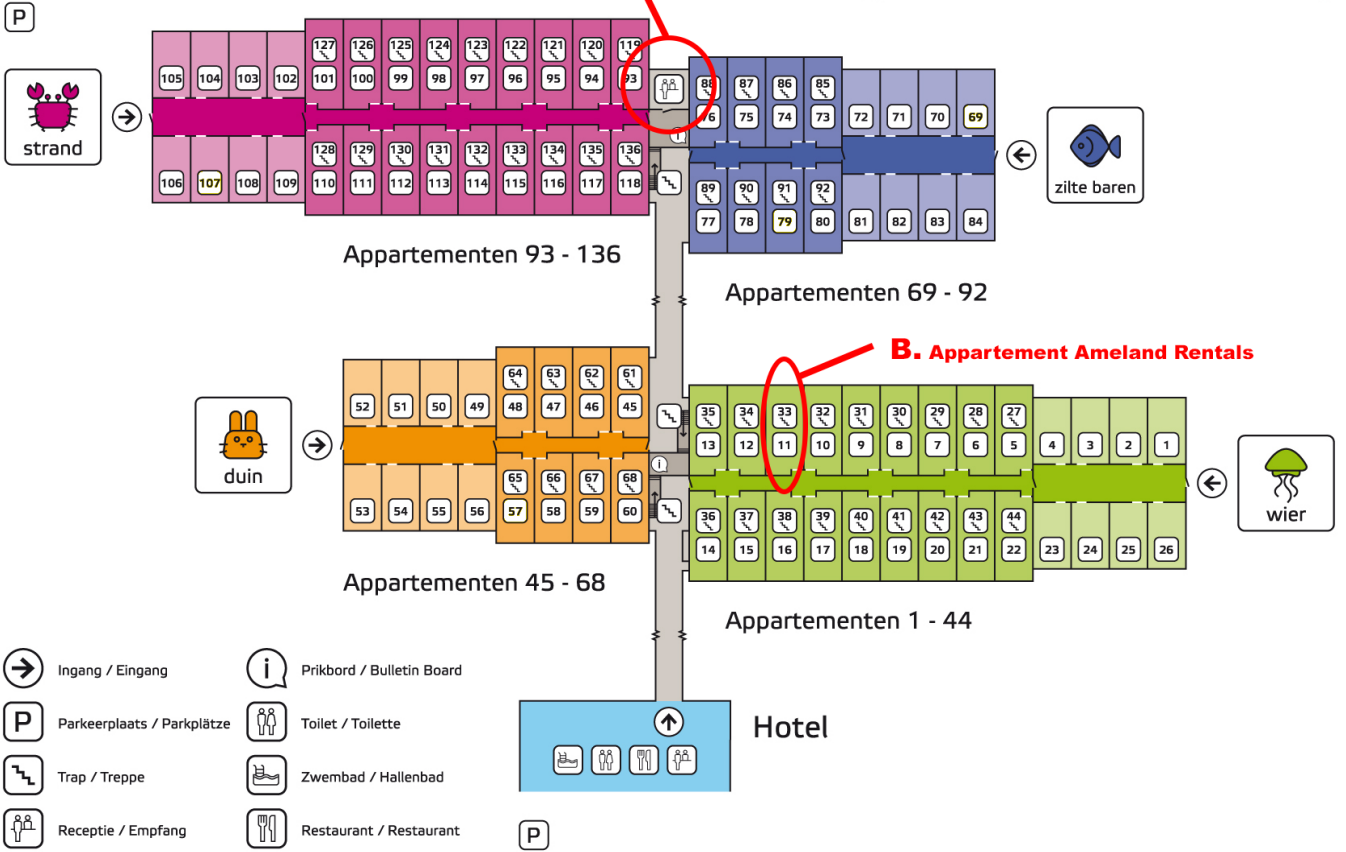 P
127 126 125 124 123 122 121 120 119
105 104 103 102 101 100 99 98 97 96 95 94 93
strand
128 129 130 131 132 133 134 135 136
106 107 108 109 110 111 112 113 114 115 116 117 118
i
Appartementen 93 - 136
88 87 86 85
76 75 74 73 72 71 70 69
zilte baren
89 90 91 92
77 78 79 80 81 82 83 84
Appartementen 69 - 92
B. Appartement Ameland Rentals
64 63 62 61
52 51 50 49 48 47 46 45
duin
65 66 67 68
53 54 55 56 57 58 59 60
i
Appartementen 45 - 68
35 34 33 32 31 30 29 28 27
13 12 11 10 9 8 7 6 5 4 3 2 1
wier
36 37 38 39 40 41 42 43 44
14 15 16 17 18 19 20 21 22 23 24 25 26
Appartementen 1 - 44
Ingang / Eingang
i Prikbord / Bulletin Board
P Parkeerplaats / Parkplätze
Toilet / Toilette
Trap / Treppe
Zwembad / Hallenbad
Receptie / Empfang
Restaurant / Restaurant
Hotel
P